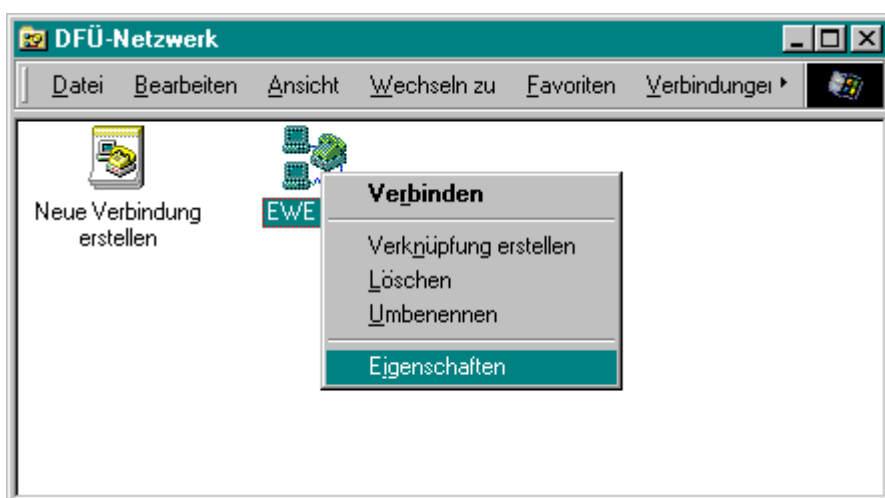 DFÜ-Netzwerk
Datei Bearbeiten Ansicht Wechseln zu Favoriten
Neue Verbindung
erstellen
EWE
Verbinden
Verknüpfung erstellen
Löschen
Umbenennen
Eigenschaften